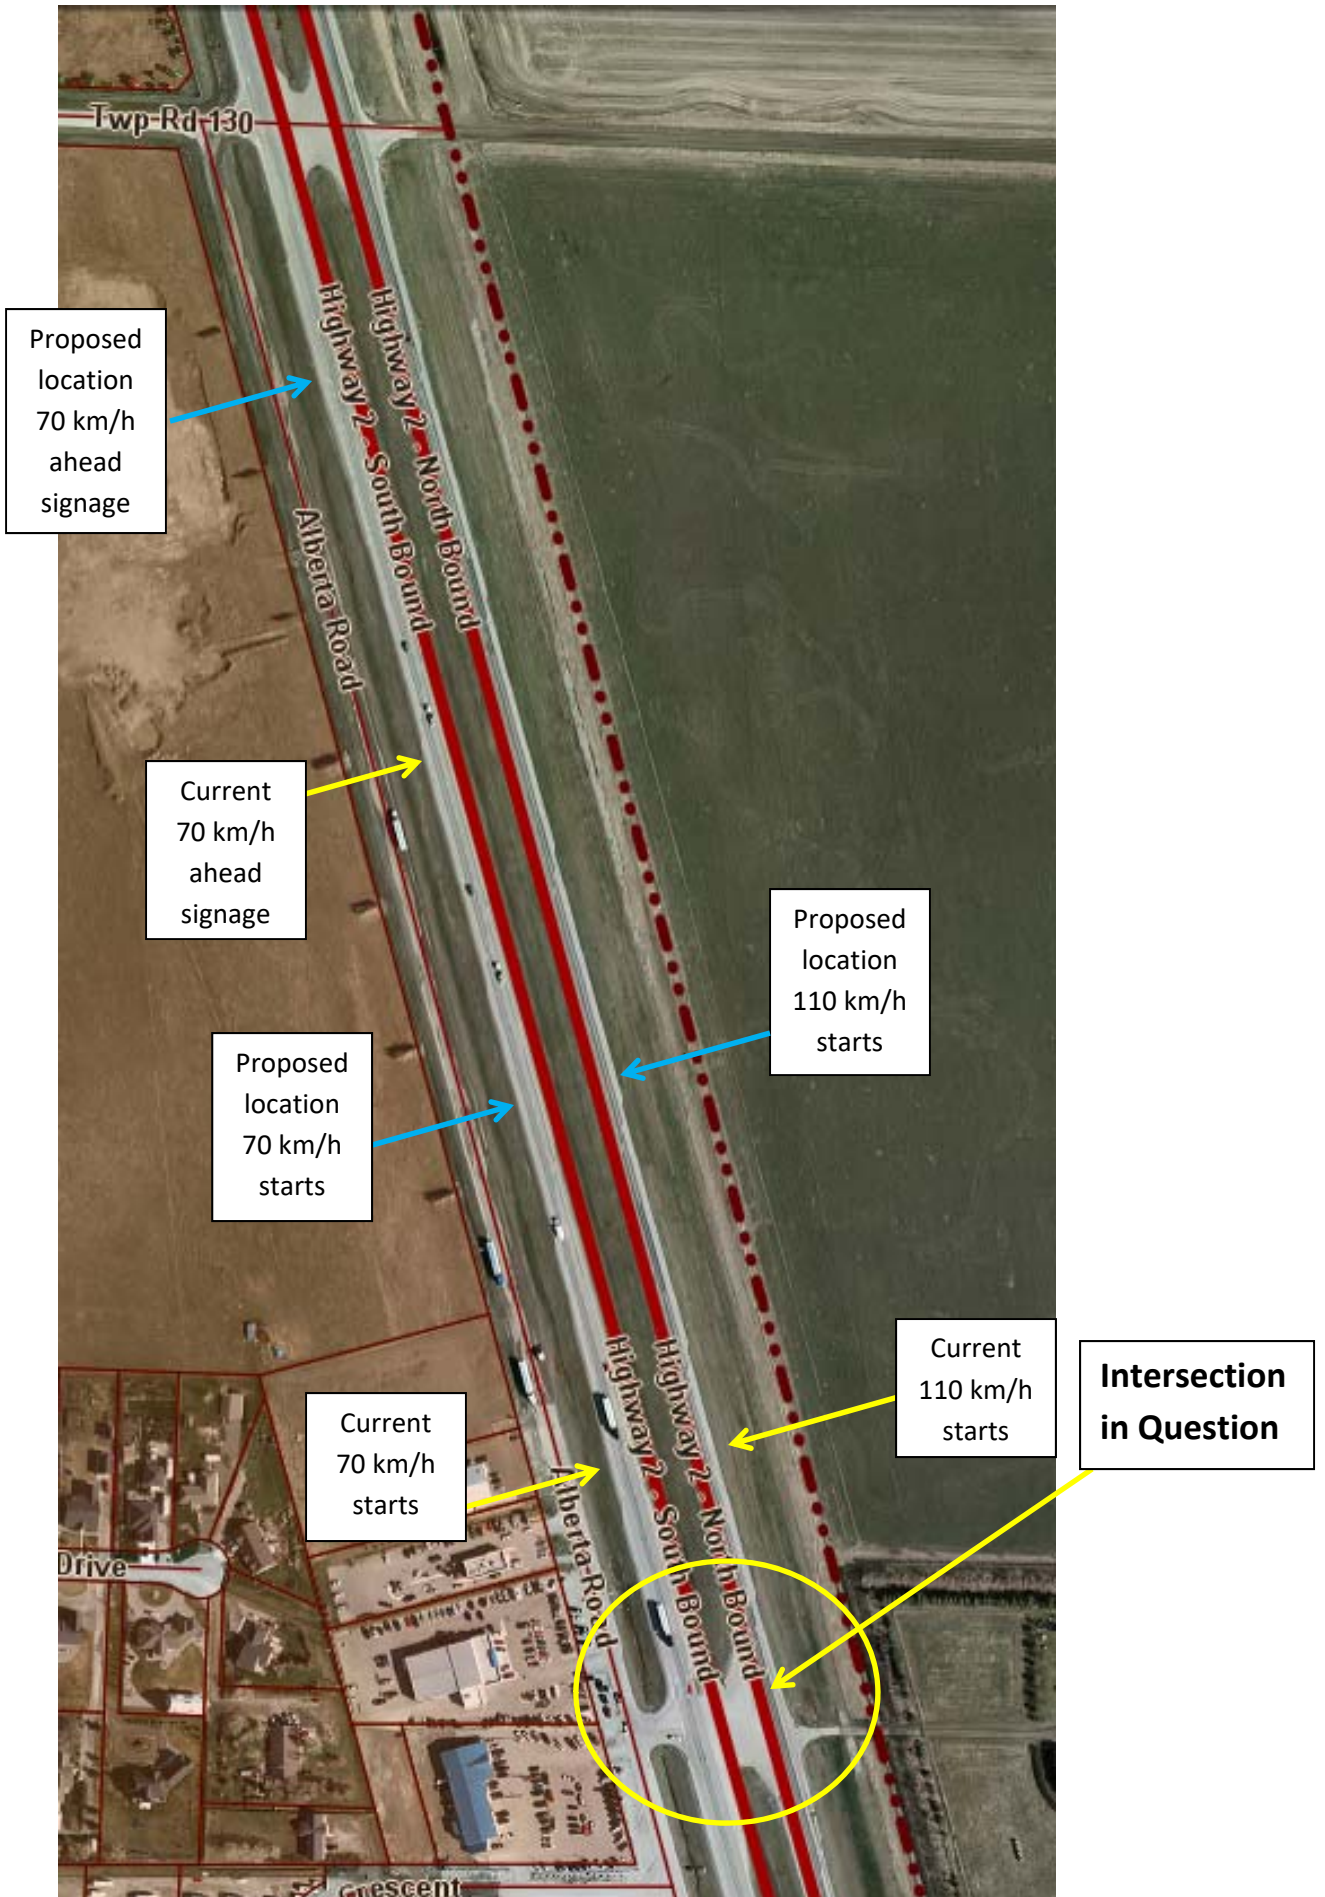 Twp Rd 130
Proposed
location
70 km/h
ahead
signage
Highway 2 - South Bound
Highway 2 - North Bound
Alberta Road
Current
70 km/h
ahead
signage
Proposed
location
110 km/h
starts
Proposed
location
70 km/h
starts
Current
110 km/h
starts
Intersection
in Question
Current
70 km/h
starts
Highway 2 - South Bound
Highway 2 - North Bound
Alberta Road
Drive
Crescent